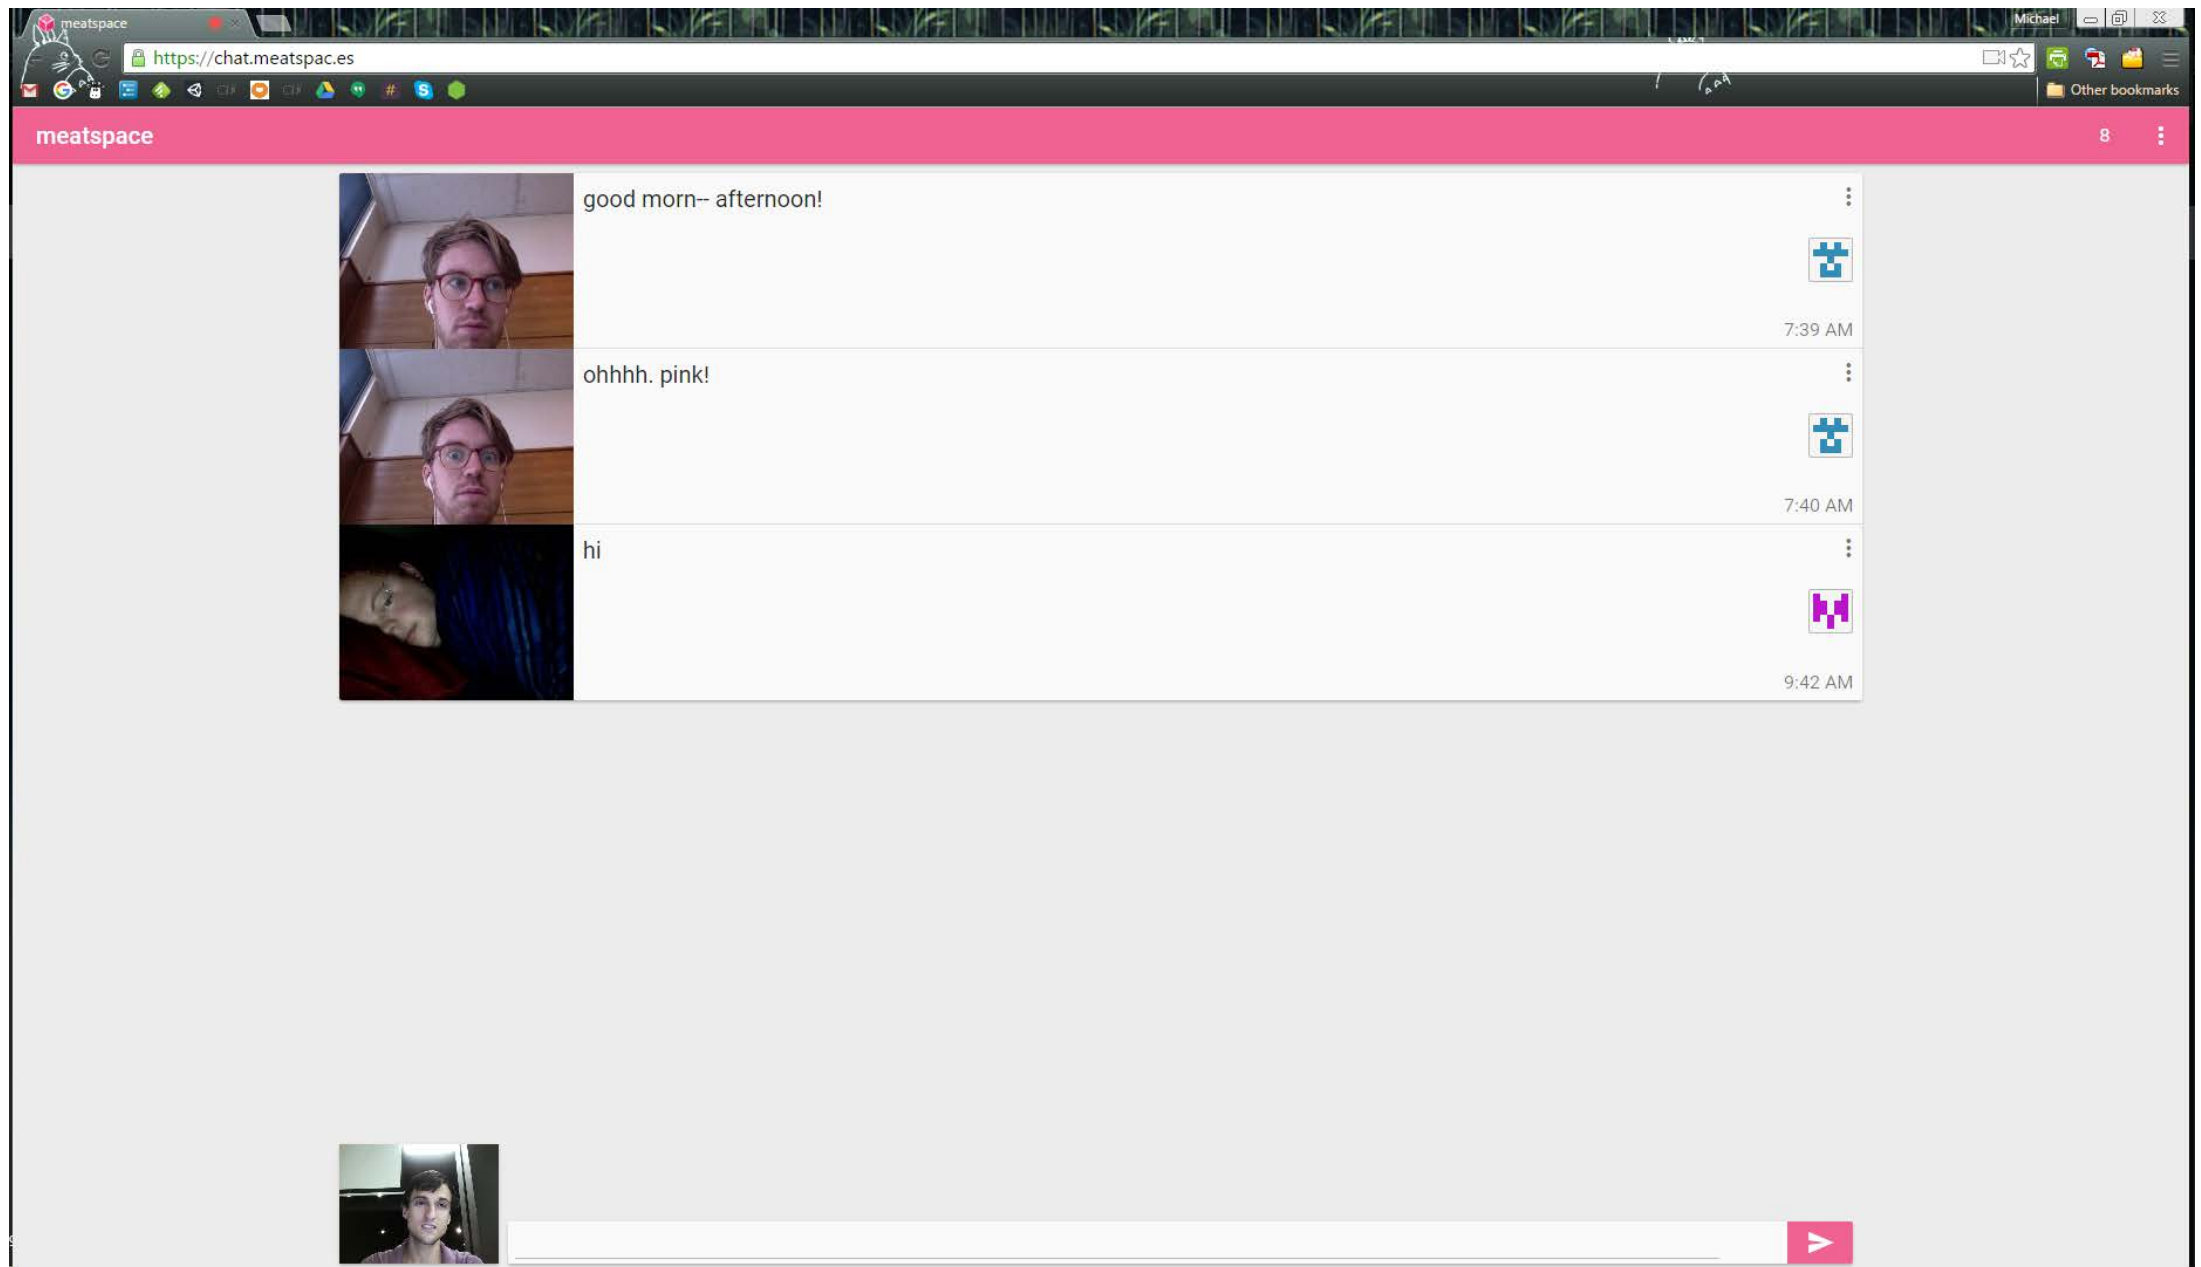 meatspace
Michael
https://chat.meatspac.es
Other bookmarks
meatspace
8
good morn-- afternoon!
7:39 AM
ohhhh. pink!
7:40 AM
hi
9:42 AM